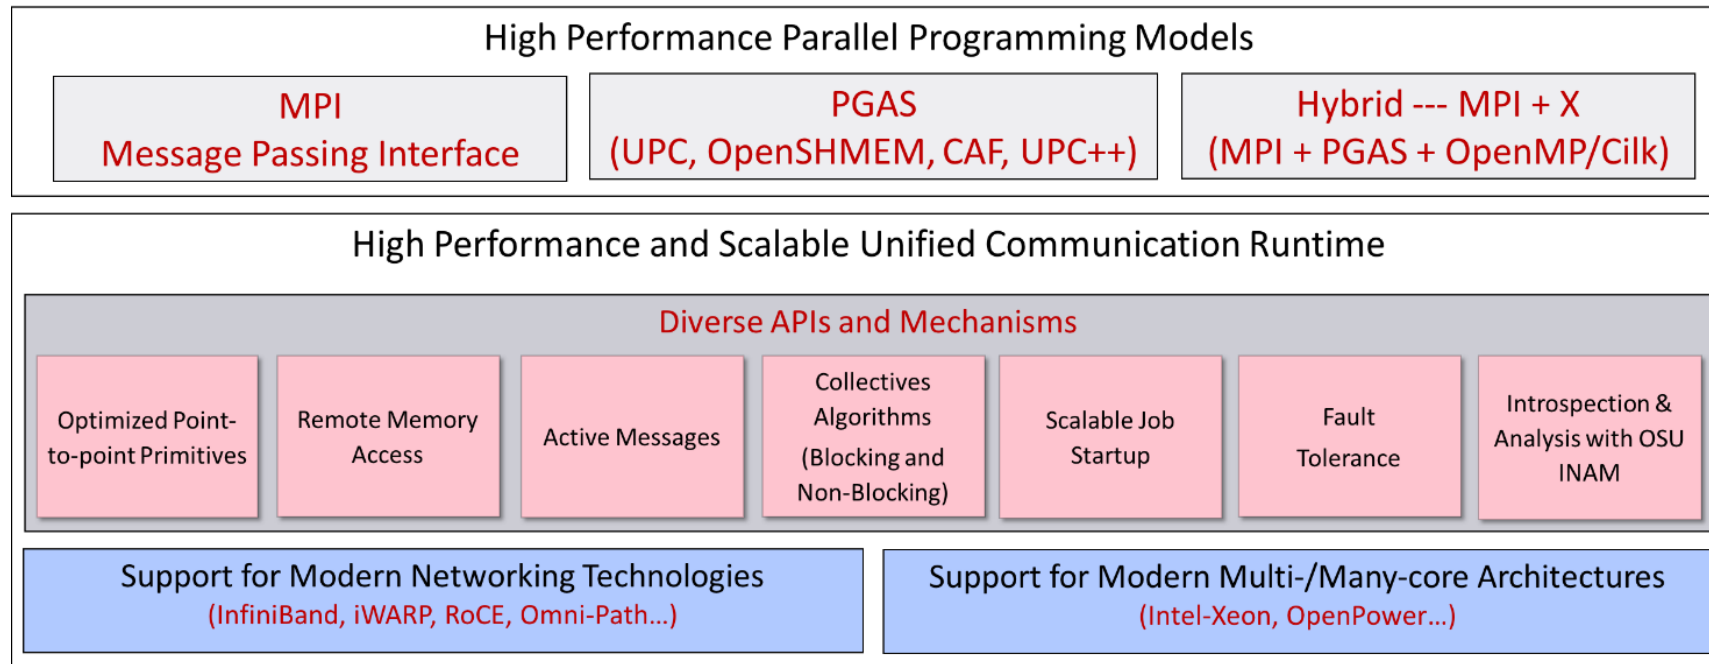 High Performance Parallel Programming Models
MPI
Message Passing Interface
PGAS
(UPC, OpenSHMEM, CAF, UPC++)
Hybrid --- MPI + X
(MPI + PGAS + OpenMP/Cilk)
High Performance and Scalable Unified Communication Runtime
Diverse APIs and Mechanisms
Optimized Point-
to-point Primitives
Remote Memory
Access
Active Messages
Collectives
Algorithms
(Blocking and
Non-Blocking)
Scalable Job
Startup
Fault
Tolerance
Introspection &
Analysis with OSU
INAM
Support for Modern Networking Technologies
(InfiniBand, iWARP, RoCE, Omni-Path...)
Support for Modern Multi-/Many-core Architectures
(Intel-Xeon, OpenPower...)